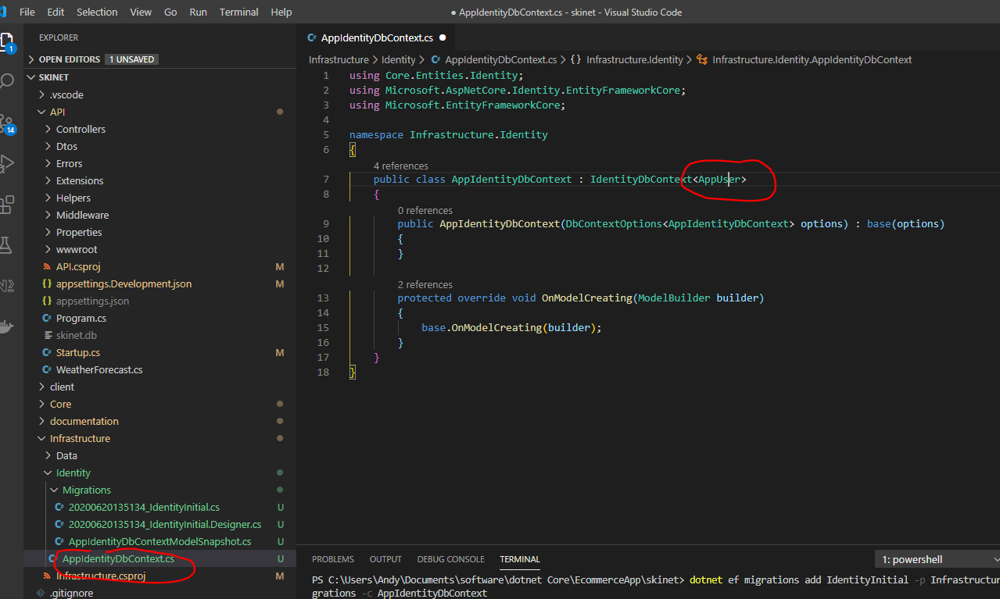 File Edit Selection View Go Run Terminal Help
● AppIdentityDbContext.cs - skinet - Visual Studio Code
EXPLORER
OPEN EDITORS 1 UNSAVED
SKINET
.vscode
API
Controllers
Dtos
Errors
Extensions
Helpers
Middleware
Properties
wwwroot
API.csproj M
{} appsettings.Development.json M
{} appsettings.json
C# Program.cs
skinet.db
C# Startup.cs M
C# WeatherForecast.cs
client
Core
documentation
Infrastructure
Data
Identity
Migrations
C# 20200620135134_IdentityInitial.cs U
C# 20200620135134_IdentityInitial.Designer.cs U
C# AppIdentityDbContextModelSnapshot.cs U
C# AppIdentityDbContext.cs U
Infrastructure.csproj M
.gitignore
1
14
C# AppIdentityDbContext.cs ●
Infrastructure > Identity > C# AppIdentityDbContext.cs > {} Infrastructure.Identity > Infrastructure.Identity.AppIdentityDbContext
1 using Core.Entities.Identity;
2 using Microsoft.AspNetCore.Identity.EntityFrameworkCore;
3 using Microsoft.EntityFrameworkCore;
4
5 namespace Infrastructure.Identity
6 {
4 references
7 public class AppIdentityDbContext : IdentityDbContext<AppUser>
8 {
0 references
9 public AppIdentityDbContext(DbContextOptions<AppIdentityDbContext> options) : base(options)
10 {
11 }
12
2 references
13 protected override void OnModelCreating(ModelBuilder builder)
14 {
15 base.OnModelCreating(builder);
16 }
17 }
18 }
PROBLEMS OUTPUT DEBUG CONSOLE TERMINAL 1: powershell
PS C:\Users\Andy\Documents\software\dotnet Core\EcommerceApp\skinet> dotnet ef migrations add IdentityInitial -p Infrastructur
grations -c AppIdentityDbContext